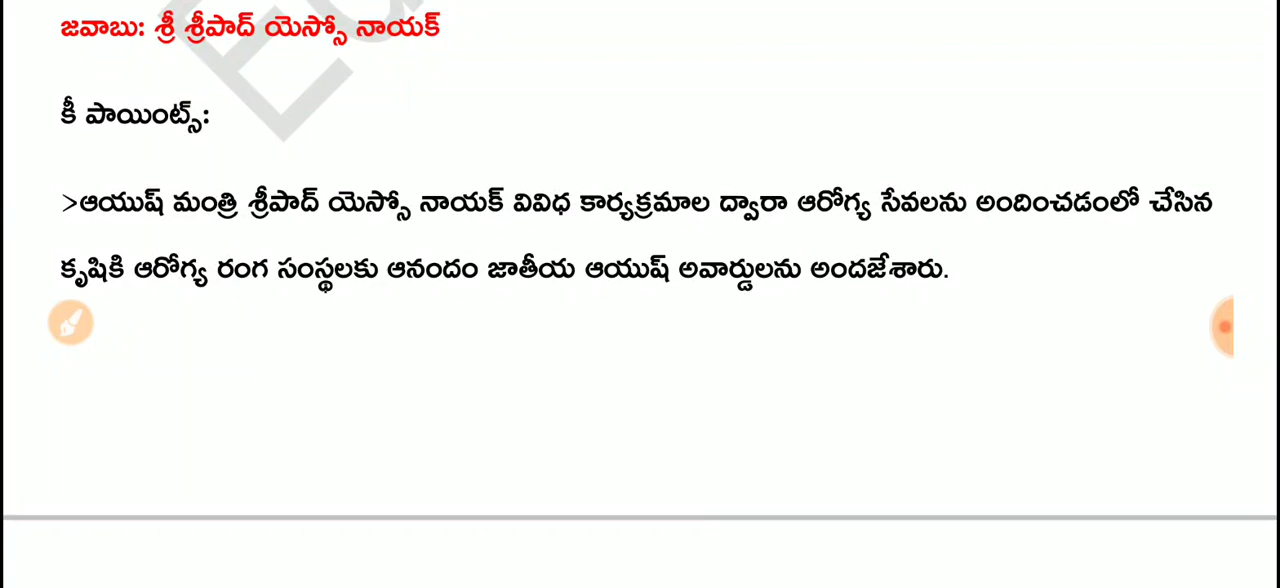 జవాబు: శ్రీ శ్రీపాద్ యెస్సో నాయక్
కీ పాయింట్స్:
>ఆయుష్ మంత్రి శ్రీపాద్ యెస్సో నాయక్ వివిధ కార్యక్రమాల ద్వారా ఆరోగ్య సేవలను అందించడంలో చేసిన
కృషికి ఆరోగ్య రంగ సంస్థలకు ఆనందం జాతీయ ఆయుష్ అవార్డులను అందజేశారు.